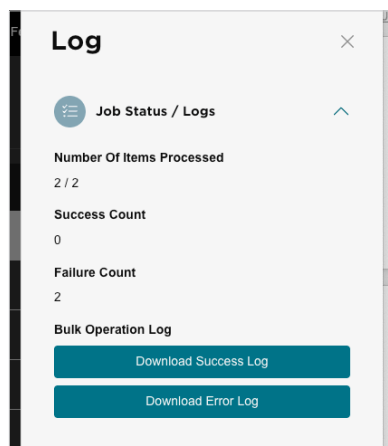 Log
Job Status / Logs
Number Of Items Processed
2 / 2
Success Count
0
Failure Count
2
Bulk Operation Log
Download Success Log
Download Error Log